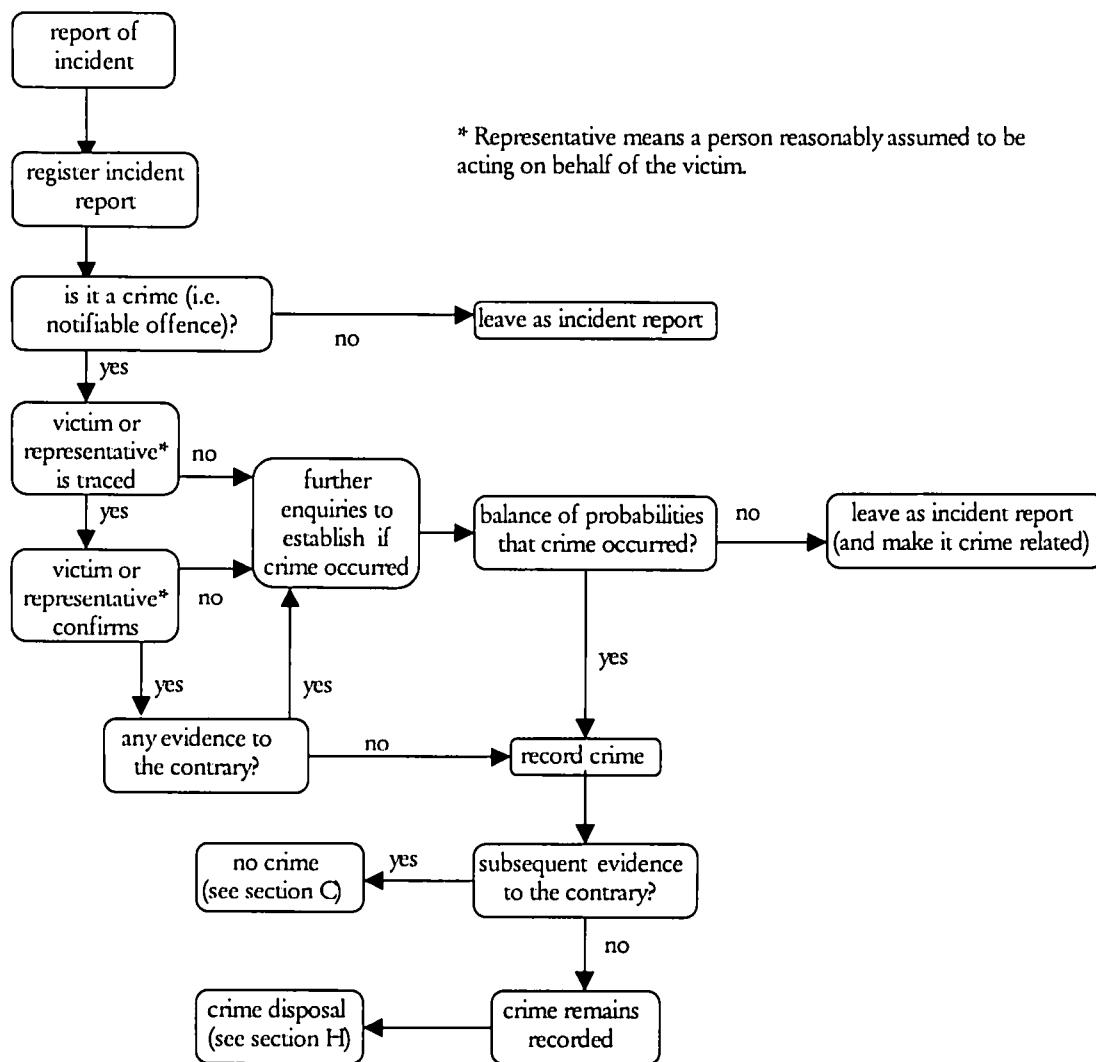 report of
incident
* Representative means a person reasonably assumed to be
acting on behalf of the victim.
register incident
report
is it a crime (i.e.
notifiable offence)?
no
leave as incident report
yes
victim or
representative*
is traced
no
further
enquiries to
establish if
crime occurred
balance of probabilities
that crime occurred?
no
leave as incident report
(and make it crime related)
yes
victim or
representative*
confirms
no
yes
yes
yes
any evidence to
the contrary?
no
record crime
no crime
(see section C)
yes
subsequent evidence
to the contrary?
no
crime disposal
(see section H)
crime remains
recorded